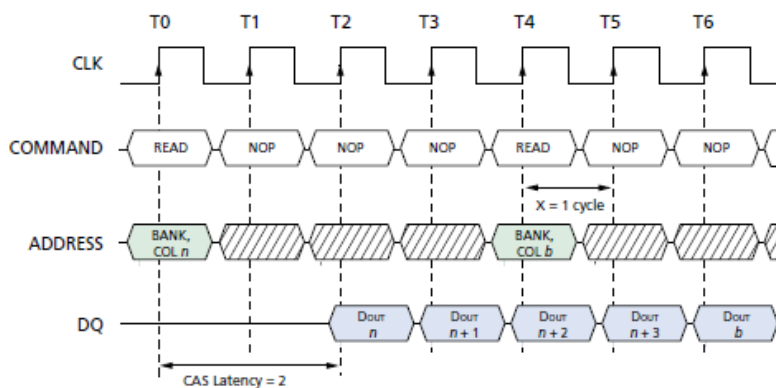 T0 T1 T2 T3 T4 T5 T6
CLK
COMMAND READ NOP NOP NOP READ NOP NOP
X = 1 cycle
ADDRESS BANK, COL n BANK, COL b
DQ DOUT n DOUT n + 1 DOUT n + 2 DOUT n + 3 DOUT b
CAS Latency = 2